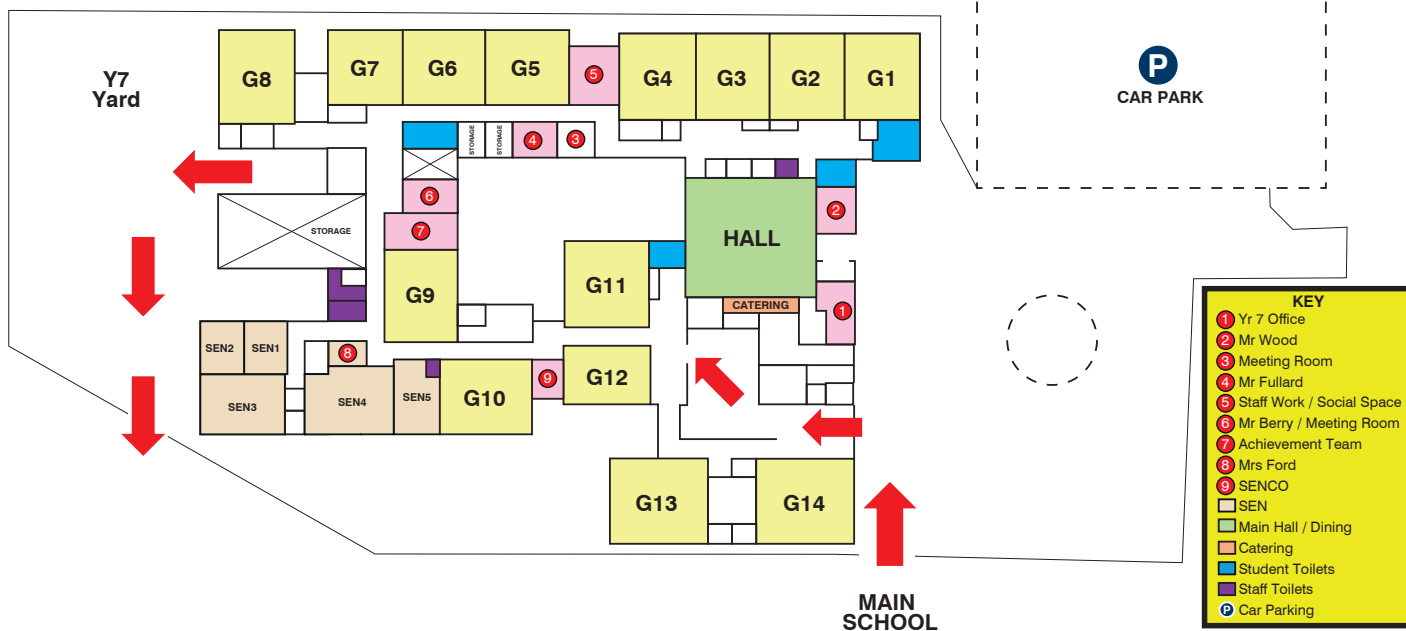 P
CAR PARK
Y7
Yard
G8
G7
G6
G5
5
G4
G3
G2
G1
STORAGE
STORAGE
4
3
6
7
2
STORAGE
HALL
G9
G11
CATERING
1
SEN2
SEN1
8
SEN3
SEN4
SEN5
G10
9
G12
G13
G14
MAIN
SCHOOL
KEY
1 Yr 7 Office
2 Mr Wood
3 Meeting Room
4 Mr Fullard
5 Staff Work / Social Space
6 Mr Berry / Meeting Room
7 Achievement Team
8 Mrs Ford
9 SENCO
SEN
Main Hall / Dining
Catering
Student Toilets
Staff Toilets
P Car Parking